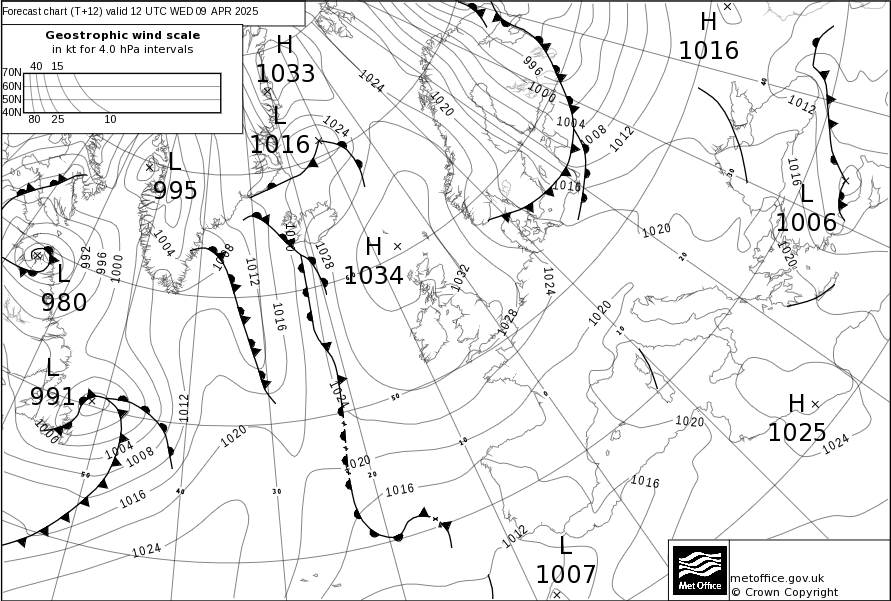 Forecast chart (T+12) valid 12 UTC WED 09 APR 2025
Geostrophic wind scale
in kt for 4.0 hPa intervals
40 15
70N
60N
50N
40N
80 25 10
H
1033
L
1016
L
995
H
1034
L
980
L
991
H
1016
L
1006
H
1025
L
1007
1024
1024
1020
996
1000
1004
1008
1012
1016
1012
1016
1020
1020
1024
1020
1028
1032
1028
1020
1008
1012
1016
1004
992
996
1000
1012
1020
1024
1020
1016
1012
1016
1020
1024
1000
1004
1008
1016
1024
50
40
30
20
10
0
10
20
30
40
50
Met Office
metoffice.gov.uk
© Crown Copyright